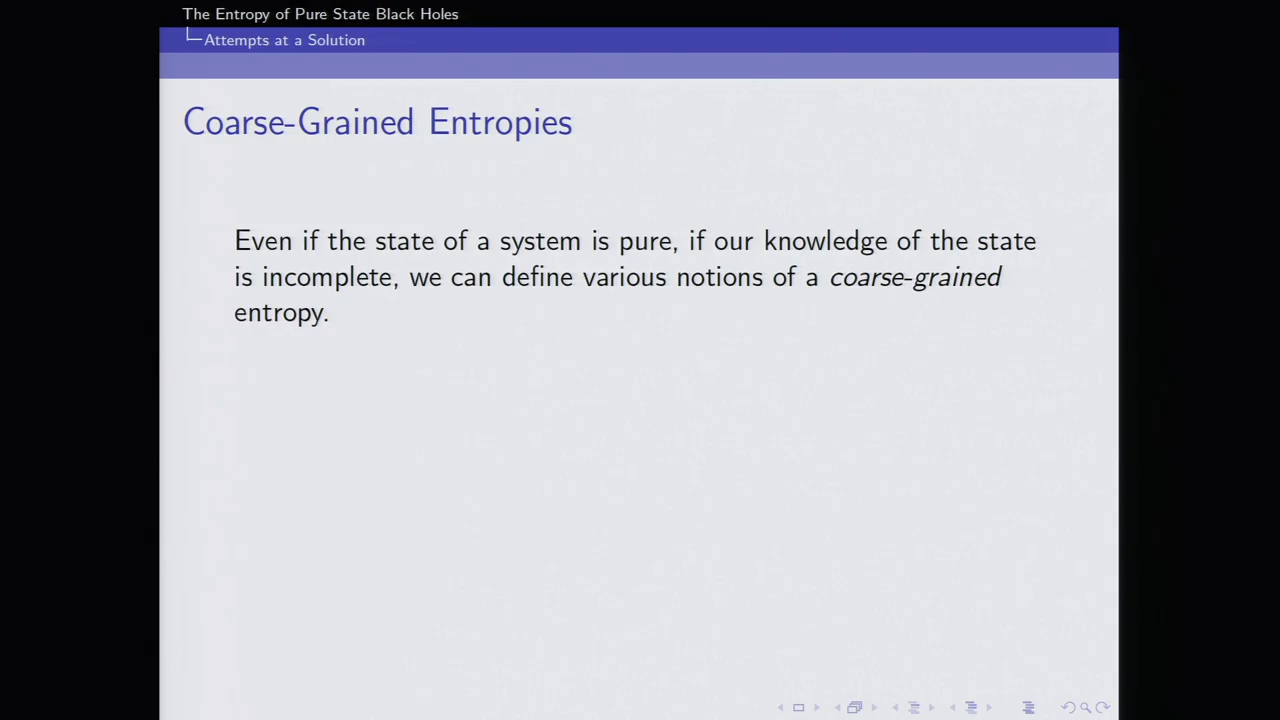 The Entropy of Pure State Black Holes
Attempts at a Solution
Coarse-Grained Entropies
Even if the state of a system is pure, if our knowledge of the state
is incomplete, we can define various notions of a coarse-grained
entropy.